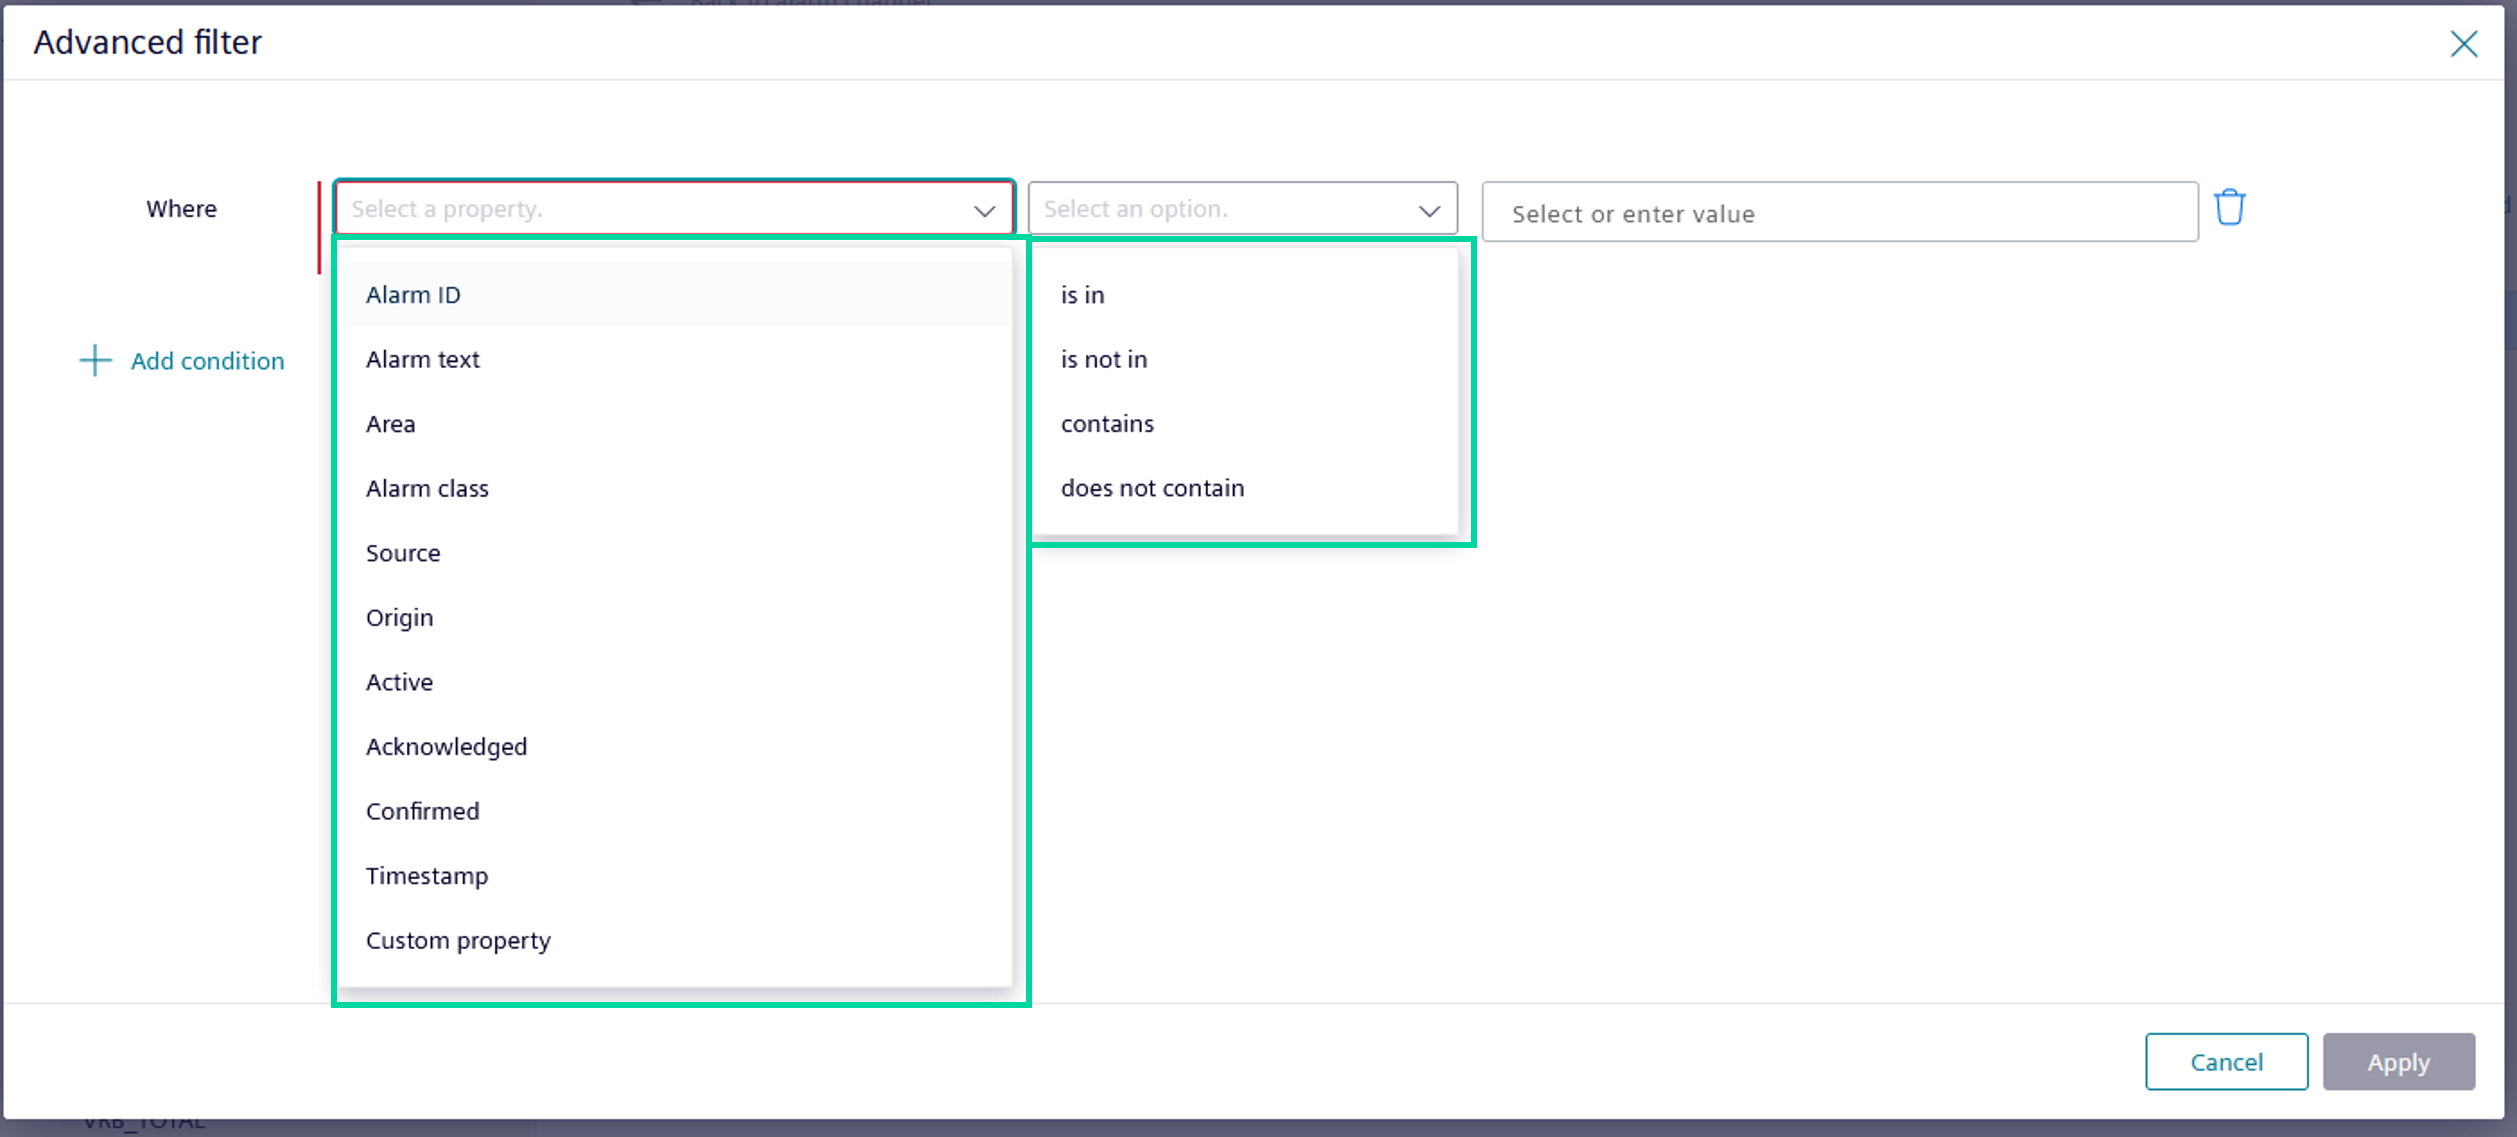 Advanced filter
Where
Select a property.
Select an option.
Select or enter value
Add condition
Alarm ID
Alarm text
Area
Alarm class
Source
Origin
Active
Acknowledged
Confirmed
Timestamp
Custom property
is in
is not in
contains
does not contain
Cancel
Apply
VRB_TOTAL